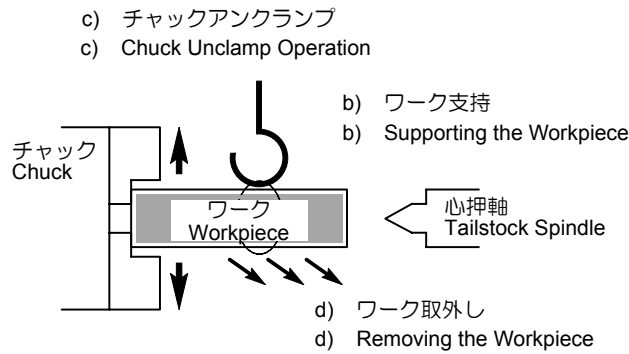 c) チャックアンクランプ
c) Chuck Unclamp Operation
b) ワーク支持
b) Supporting the Workpiece
チャック
Chuck
ワーク
Workpiece
心押軸
Tailstock Spindle
d) ワーク取外し
d) Removing the Workpiece